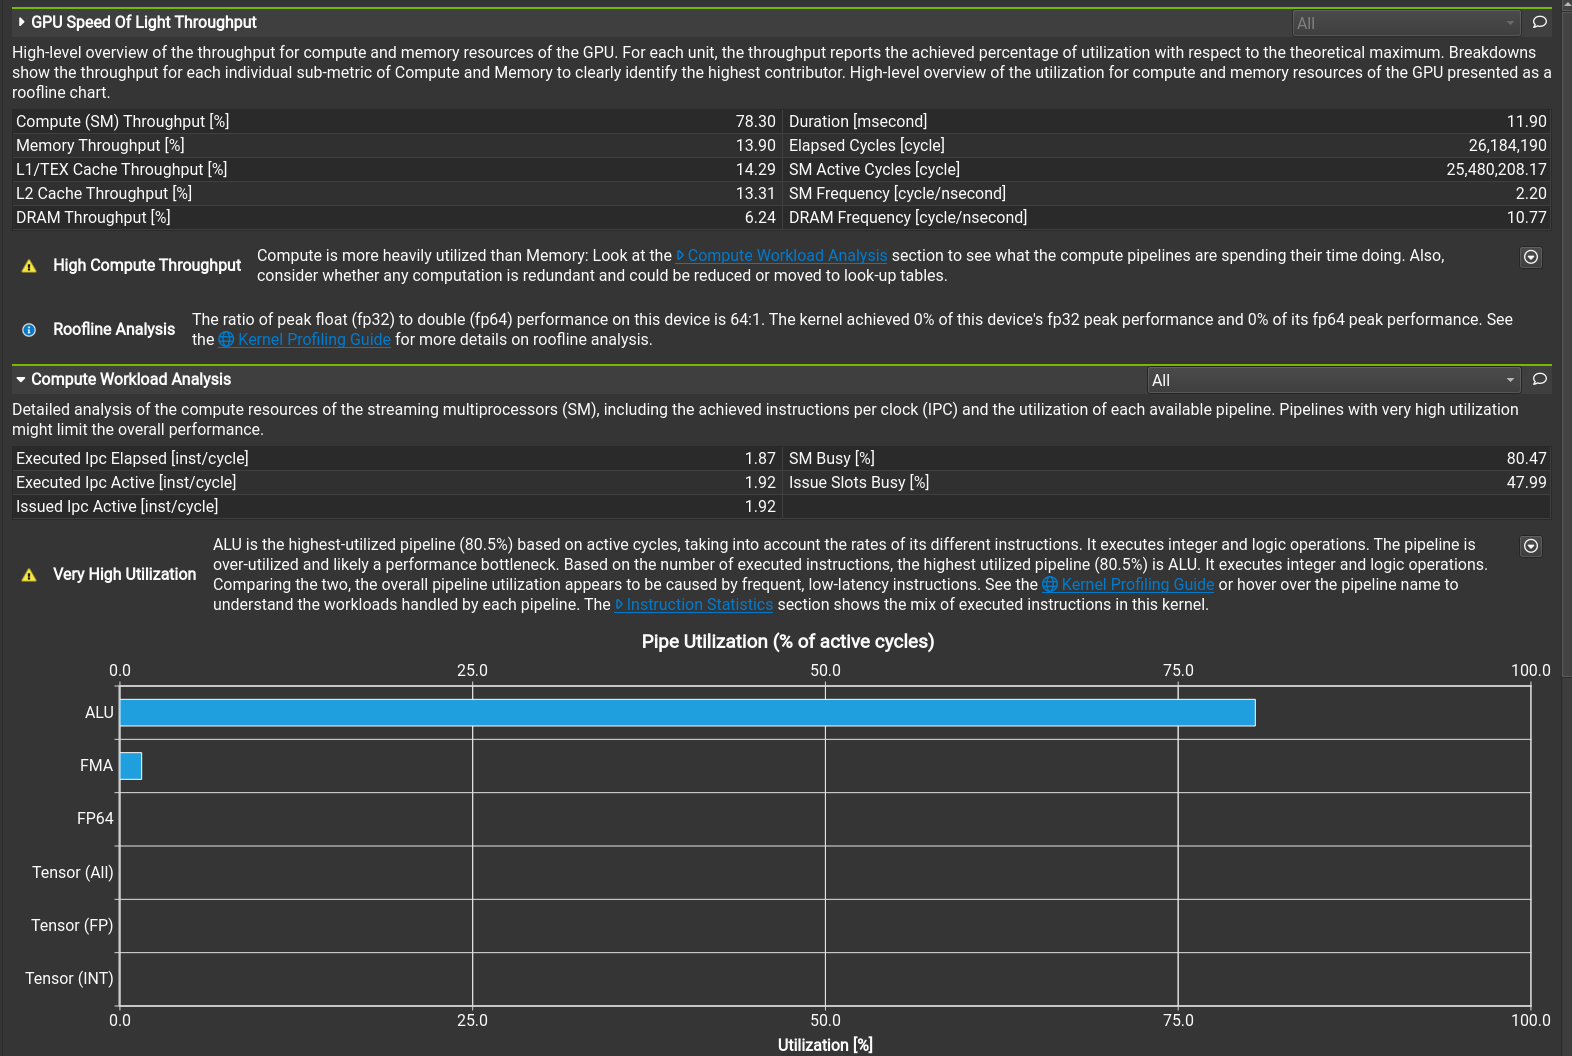 GPU Speed Of Light Throughput
All
High-level overview of the throughput for compute and memory resources of the GPU. For each unit, the throughput reports the achieved percentage of utilization with respect to the theoretical maximum. Breakdowns
show the throughput for each individual sub-metric of Compute and Memory to clearly identify the highest contributor. High-level overview of the utilization for compute and memory resources of the GPU presented as a
roofline chart.
Compute (SM) Throughput [%] 78.30 Duration [msecond] 11.90
Memory Throughput [%] 13.90 Elapsed Cycles [cycle] 26,184,190
L1/TEX Cache Throughput [%] 14.29 SM Active Cycles [cycle] 25,480,208.17
L2 Cache Throughput [%] 13.31 SM Frequency [cycle/nsecond] 2.20
DRAM Throughput [%] 6.24 DRAM Frequency [cycle/nsecond] 10.77
High Compute Throughput
Compute is more heavily utilized than Memory: Look at the Compute Workload Analysis section to see what the compute pipelines are spending their time doing. Also,
consider whether any computation is redundant and could be reduced or moved to look-up tables.
Roofline Analysis
The ratio of peak float (fp32) to double (fp64) performance on this device is 64:1. The kernel achieved 0% of this device's fp32 peak performance and 0% of its fp64 peak performance. See
the Kernel Profiling Guide for more details on roofline analysis.
Compute Workload Analysis
All
Detailed analysis of the compute resources of the streaming multiprocessors (SM), including the achieved instructions per clock (IPC) and the utilization of each available pipeline. Pipelines with very high utilization
might limit the overall performance.
Executed Ipc Elapsed [inst/cycle] 1.87 SM Busy [%] 80.47
Executed Ipc Active [inst/cycle] 1.92 Issue Slots Busy [%] 47.99
Issued Ipc Active [inst/cycle] 1.92
Very High Utilization
ALU is the highest-utilized pipeline (80.5%) based on active cycles, taking into account the rates of its different instructions. It executes integer and logic operations. The pipeline is
over-utilized and likely a performance bottleneck. Based on the number of executed instructions, the highest utilized pipeline (80.5%) is ALU. It executes integer and logic operations.
Comparing the two, the overall pipeline utilization appears to be caused by frequent, low-latency instructions. See the Kernel Profiling Guide or hover over the pipeline name to
understand the workloads handled by each pipeline. The Instruction Statistics section shows the mix of executed instructions in this kernel.
Pipe Utilization (% of active cycles)
0.0 25.0 50.0 75.0 100.0
ALU
FMA
FP64
Tensor (All)
Tensor (FP)
Tensor (INT)
0.0 25.0 50.0 75.0 100.0
Utilization [%]